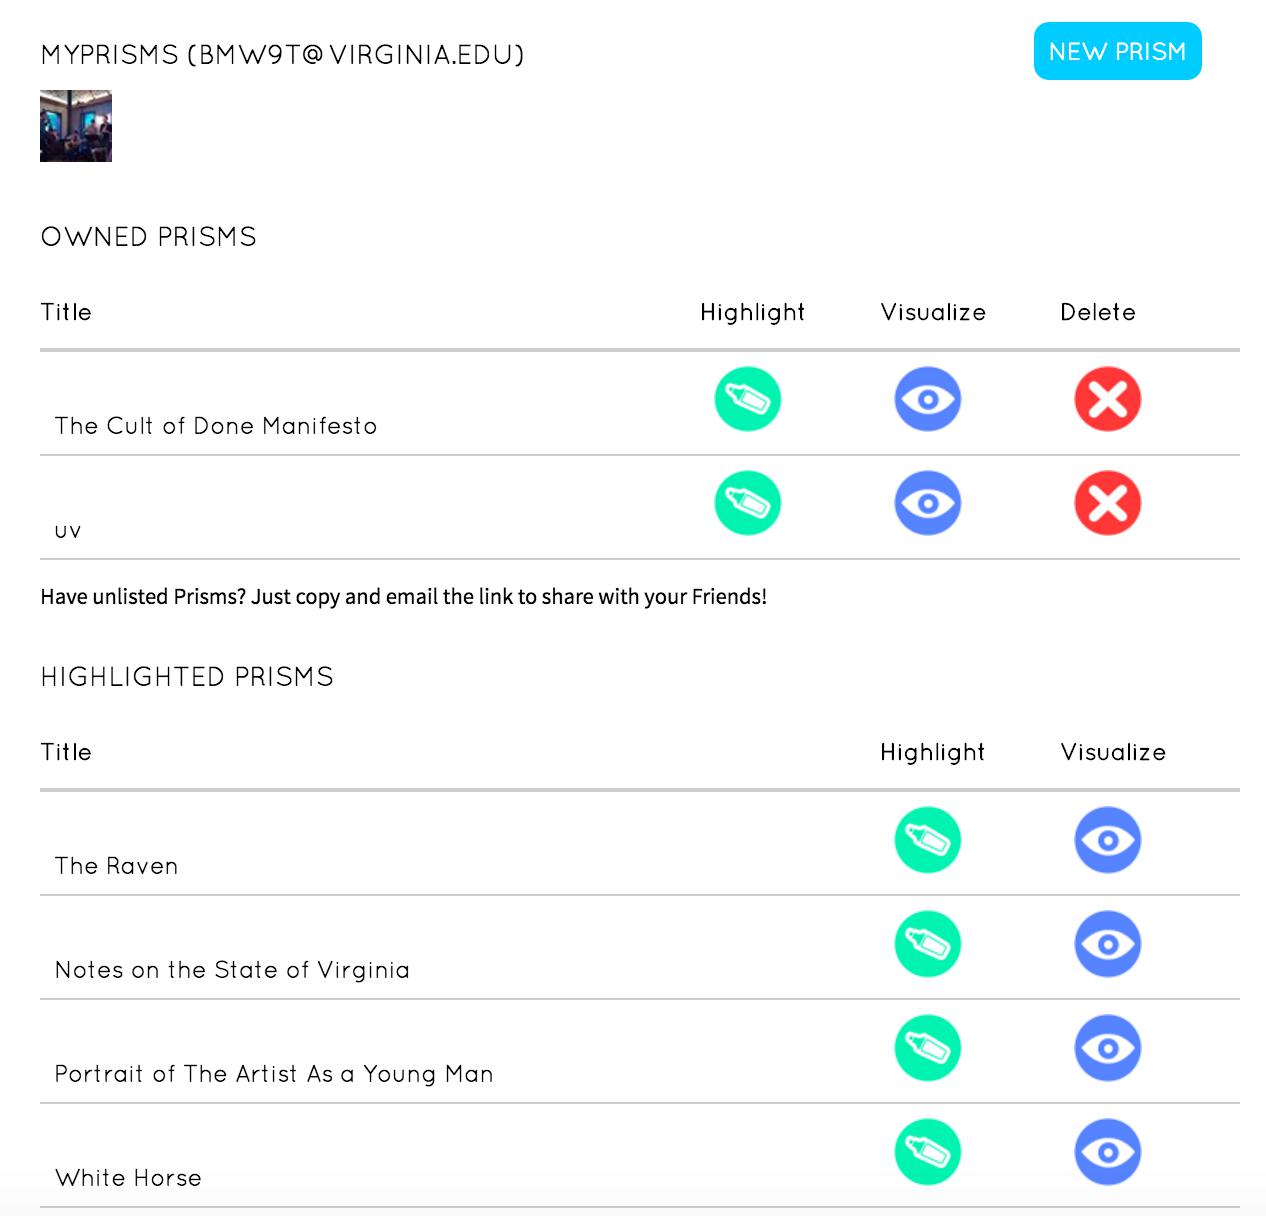 MYPRISMS (BMW9T@VIRGINIA.EDU)
NEW PRISM
OWNED PRISMS
Title Highlight Visualize Delete
The Cult of Done Manifesto
uv
Have unlisted Prisms? Just copy and email the link to share with your Friends!
HIGHLIGHTED PRISMS
Title Highlight Visualize
The Raven
Notes on the State of Virginia
Portrait of The Artist As a Young Man
White Horse